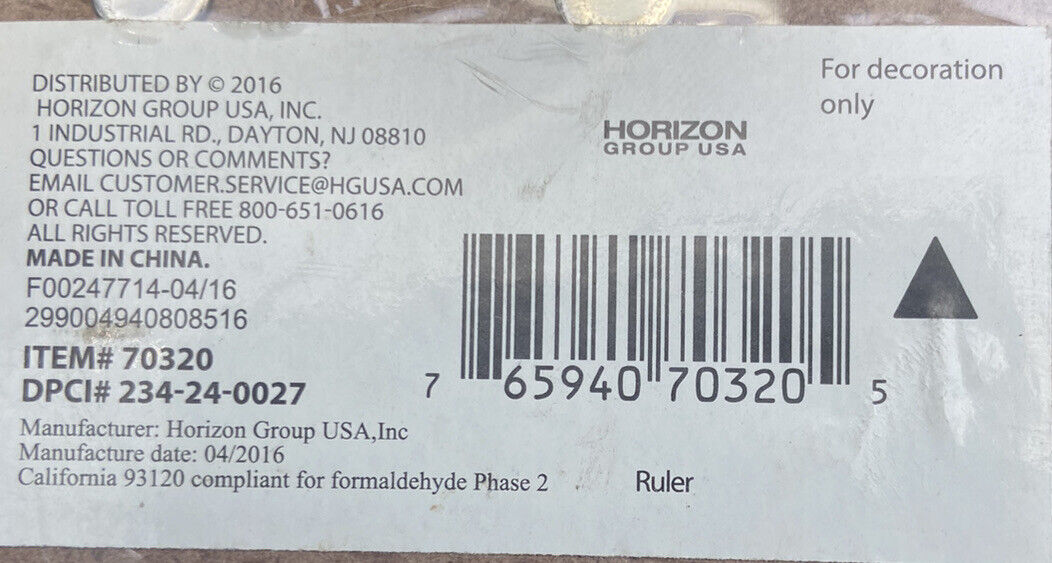 DISTRIBUTED BY © 2016
HORIZON GROUP USA, INC.
1 INDUSTRIAL RD., DAYTON, NJ 08810
QUESTIONS OR COMMENTS?
EMAIL CUSTOMER.SERVICE@HGUSA.COM
OR CALL TOLL FREE 800-651-0616
ALL RIGHTS RESERVED.
MADE IN CHINA.
F00247714-04/16
299004940808516
ITEM# 70320
DPCI# 234-24-0027
Manufacturer: Horizon Group USA,Inc
Manufacture date: 04/2016
California 93120 compliant for formaldehyde Phase 2
HORIZON
GROUP USA
For decoration
only
7 65940 70320 5
Ruler